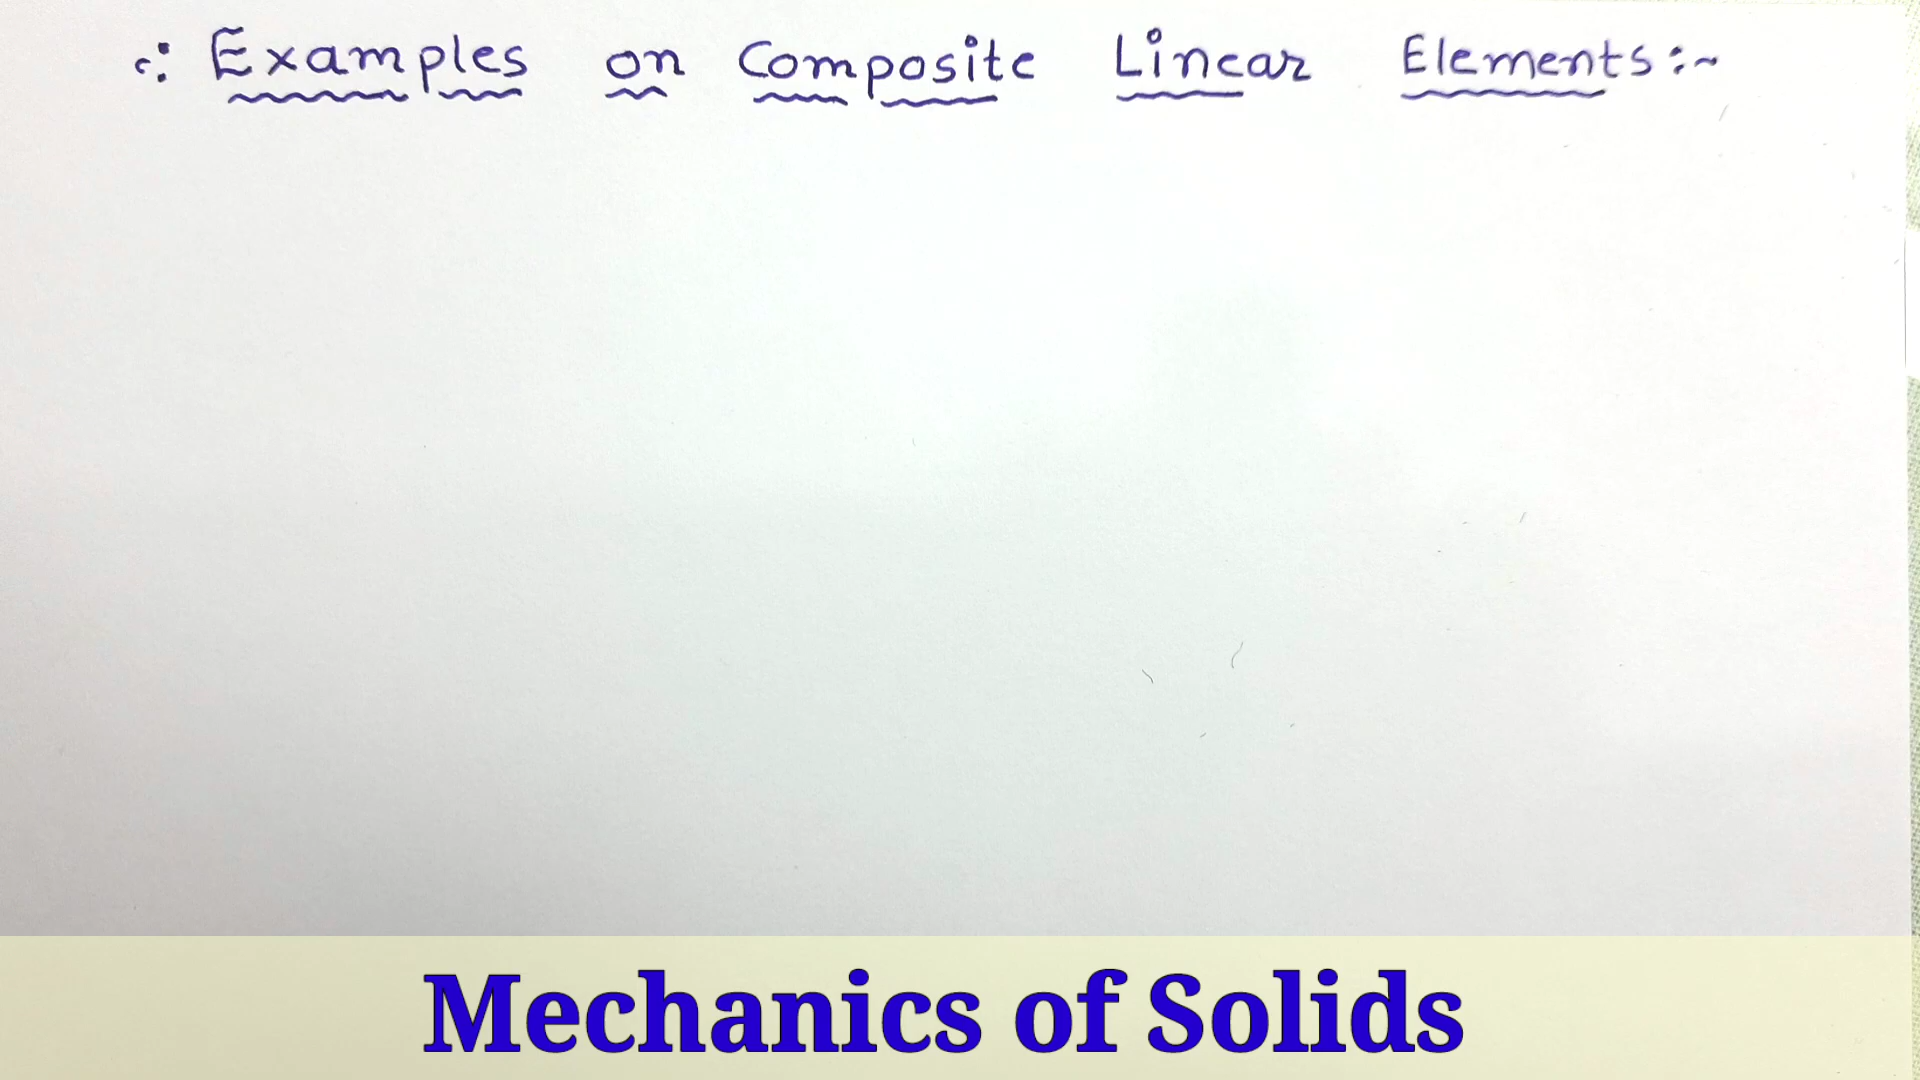 ∴ Examples on Composite Linear Elements:~
Mechanics of Solids